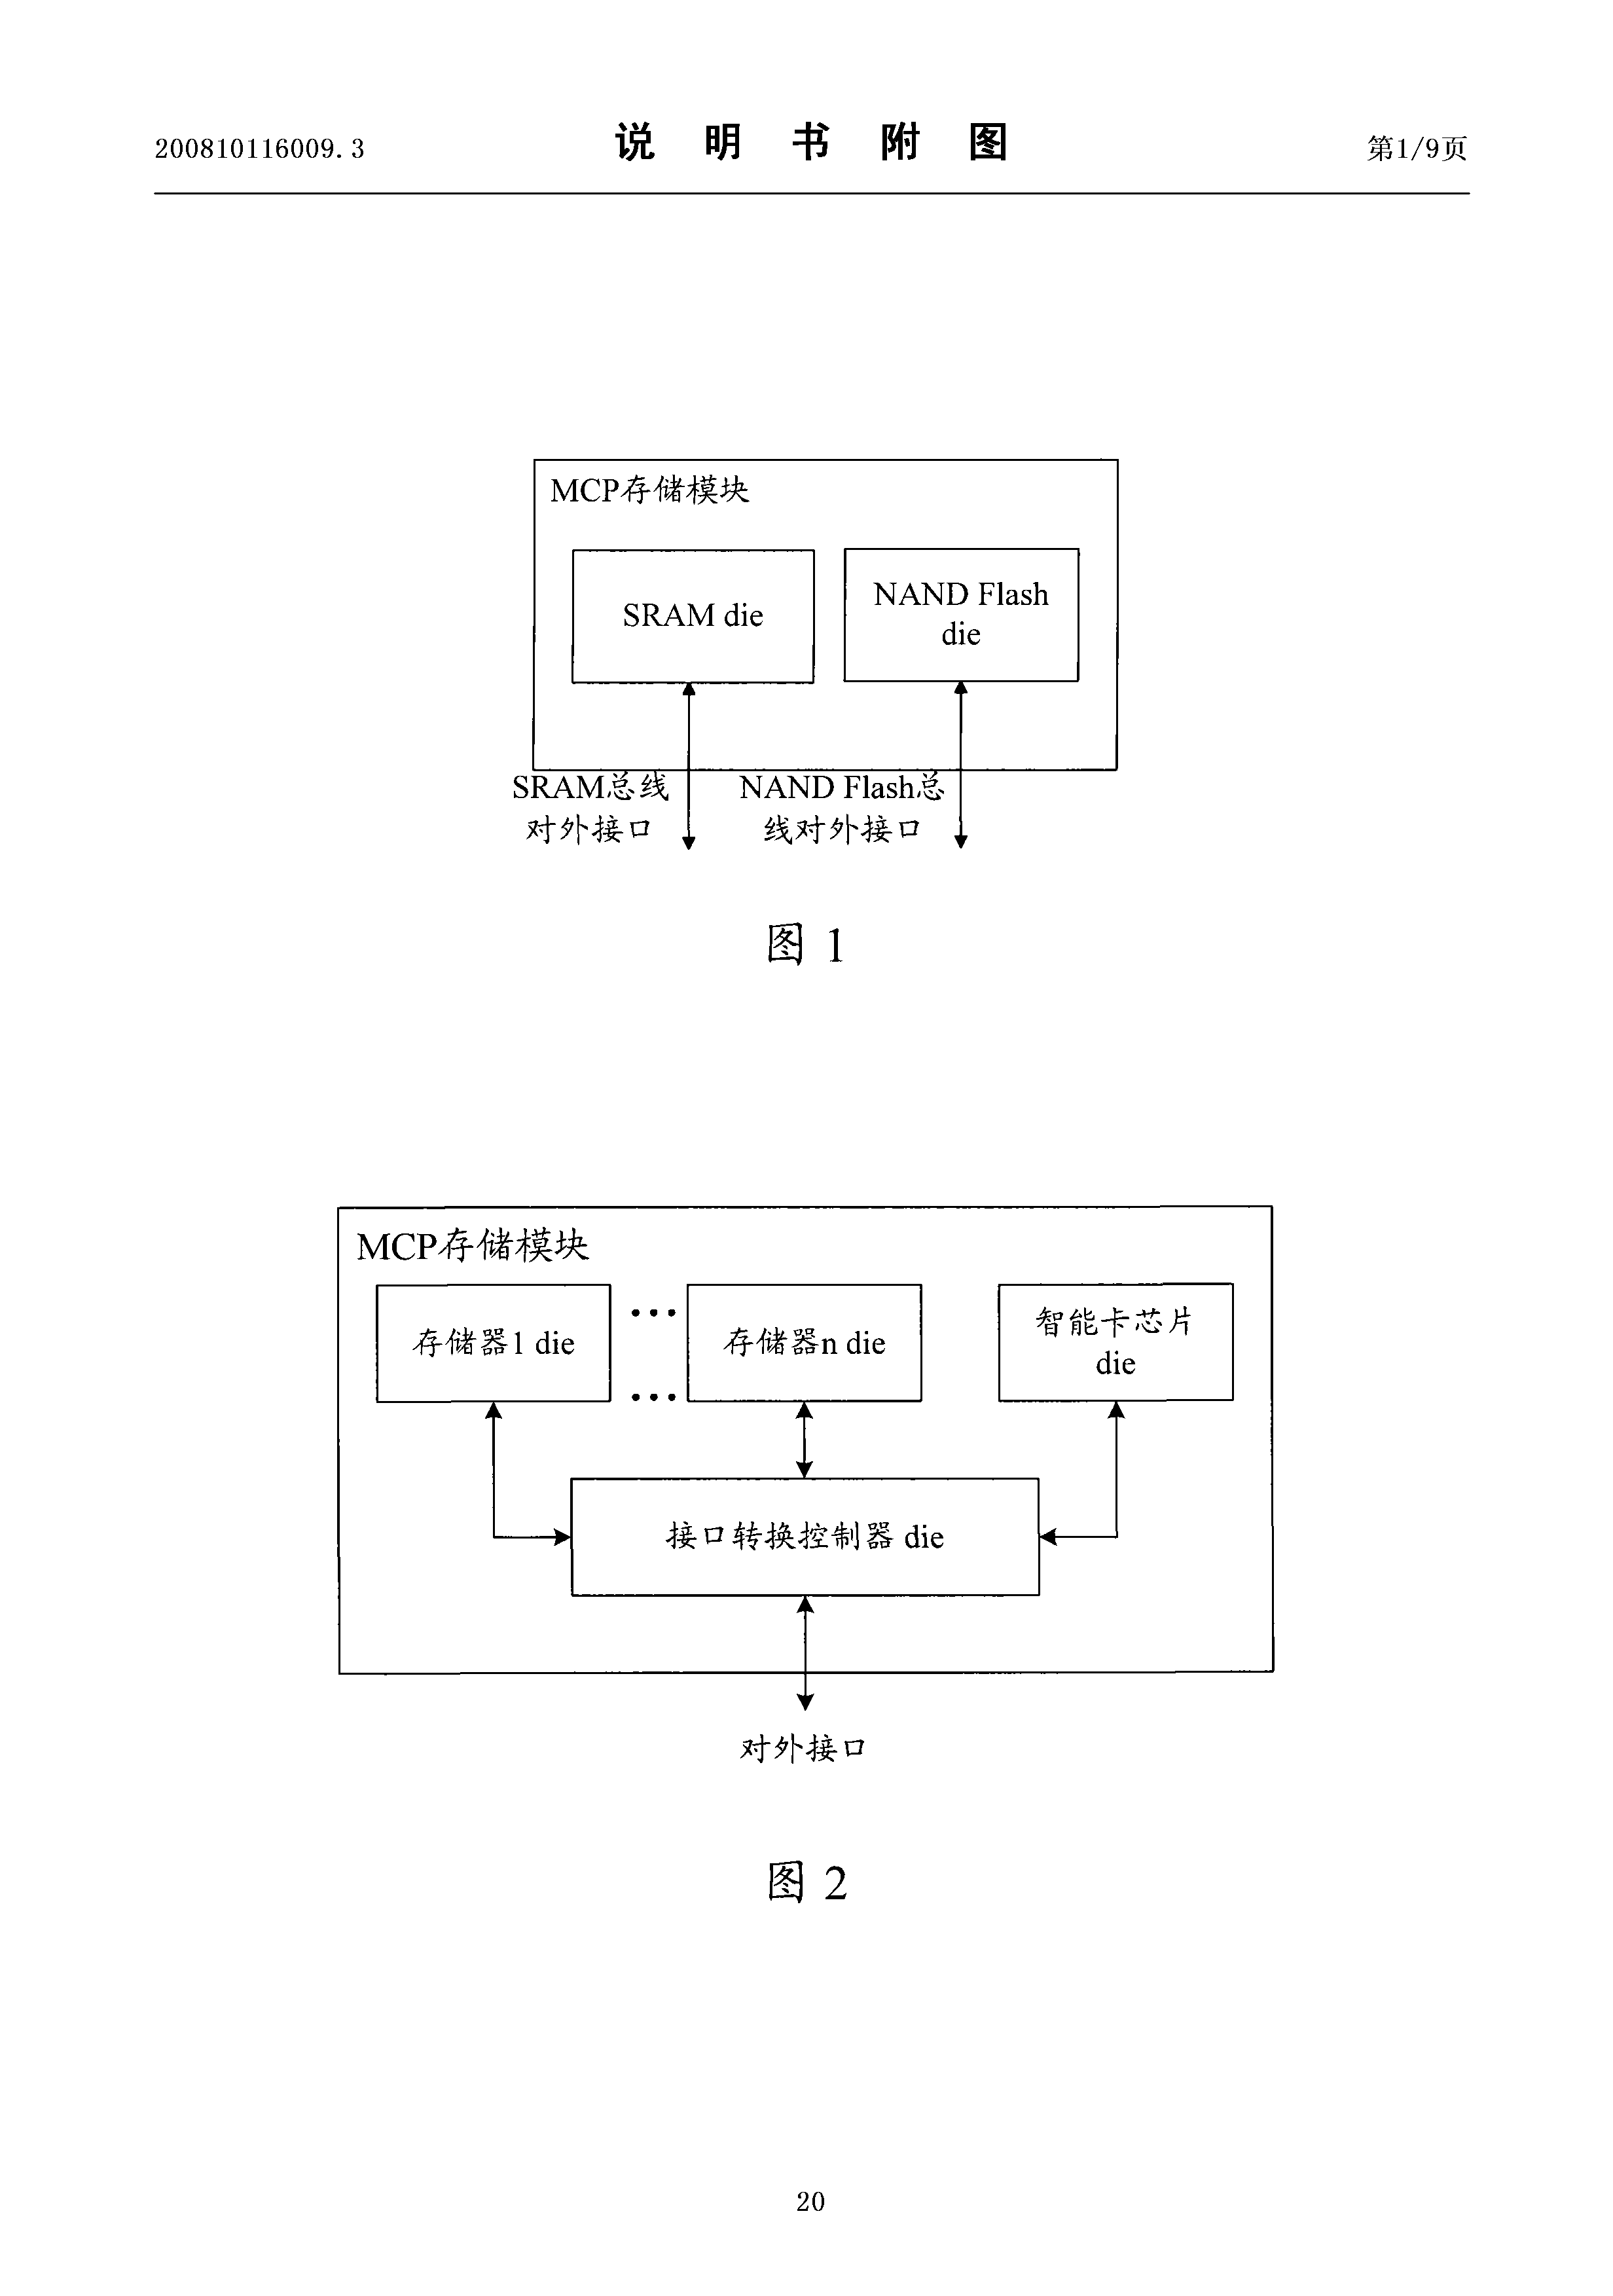 200810116009.3 说明书附图 第1/9页
MCP存储模块
SRAM die
NAND Flash
die
SRAM总线
对外接口
NAND Flash总
线对外接口
图 1
MCP存储模块
存储器1 die
...
存储器n die
智能卡芯片
die
...
接口转换控制器 die
对外接口
图 2
20